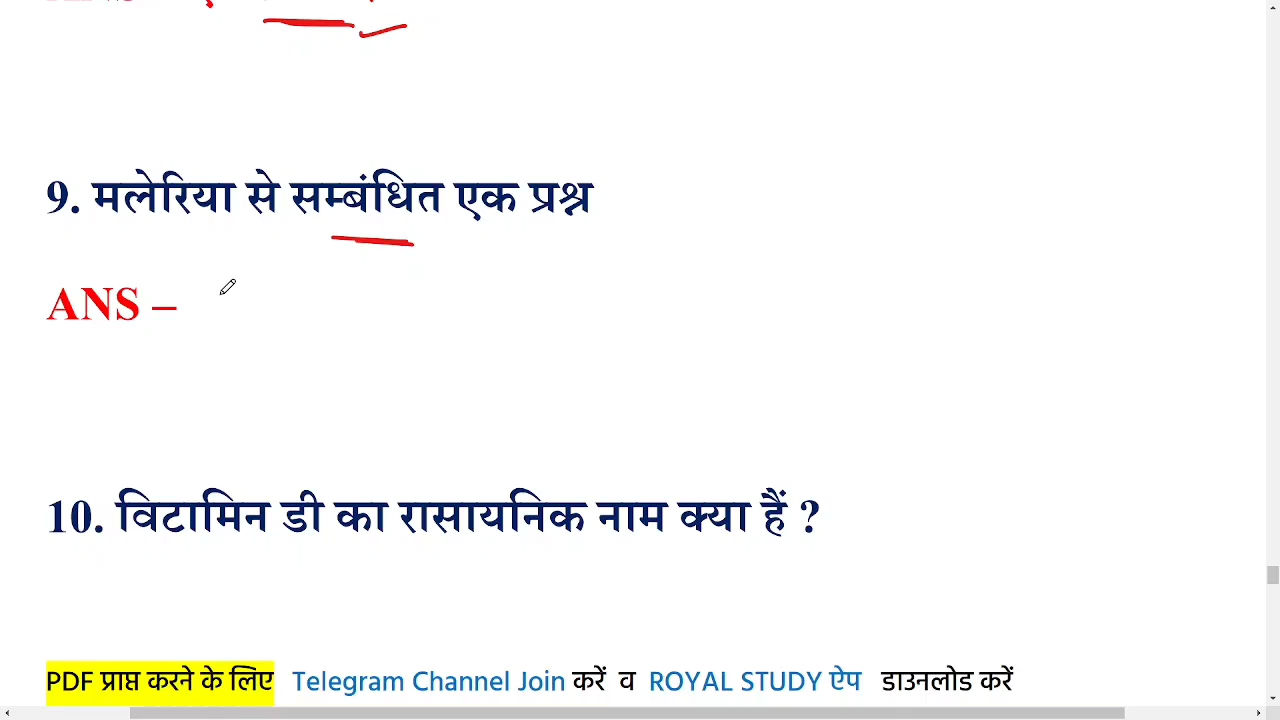 9. मलेरिया से सम्बंधित एक प्रश्न
ANS –
10. विटामिन डी का रासायनिक नाम क्या हैं ?
PDF प्राप्त करने के लिए Telegram Channel Join करें व ROYAL STUDY ऐप डाउनलोड करें